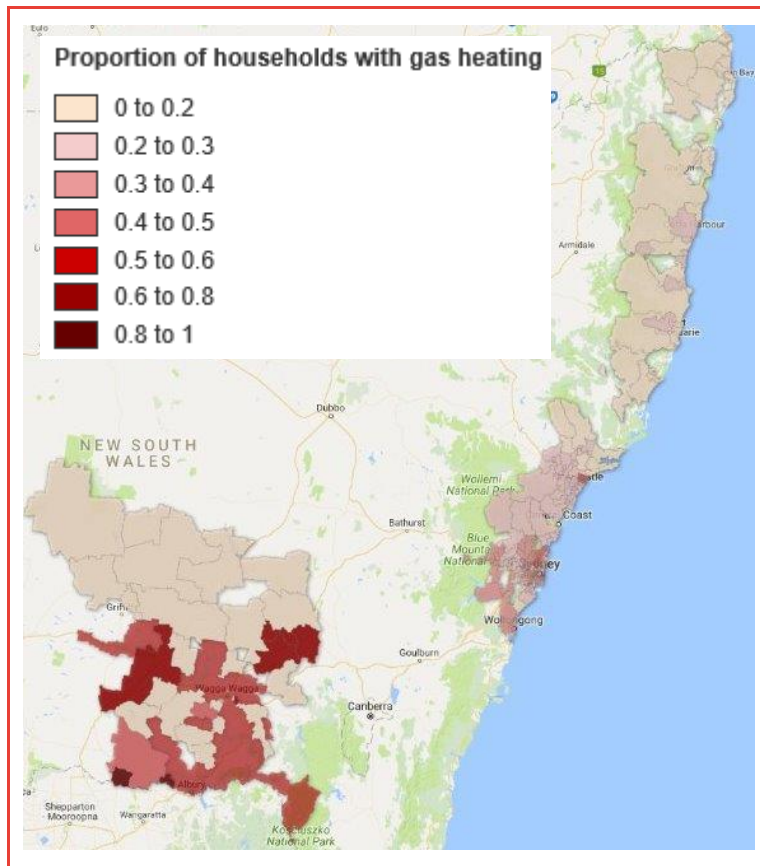 Eulo
Proportion of households with gas heating
0 to 0.2
0.2 to 0.3
0.3 to 0.4
0.4 to 0.5
0.5 to 0.6
0.6 to 0.8
0.8 to 1
15
Armidale
Dubbo
NEW SOUTH
WALES
Wollemi
National Park
Coast
Bathurst
Blue
National
Wollongong
Goulburn
Wagga Wagga
Canberra
Albury
Shepparton
- Mooroopna
Wangaratta
Kosciuszko
National Park